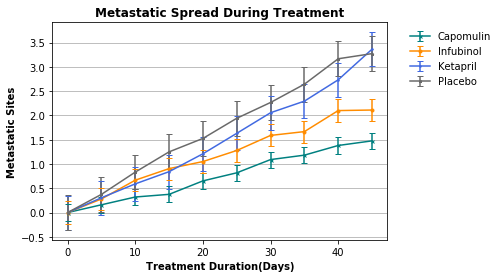 Metastatic Spread During Treatment
Metastatic Sites
3.5
3.0
2.5
2.0
1.5
1.0
0.5
0.0
−0.5
0 10 20 30 40
Treatment Duration(Days)
Capomulin
Infubinol
Ketapril
Placebo